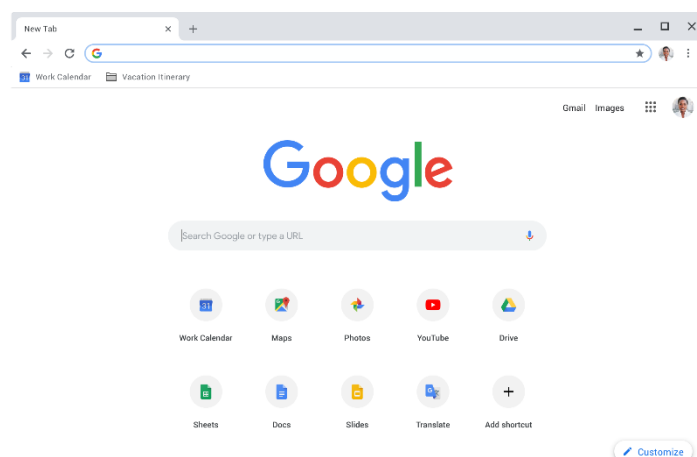 New Tab
Work Calendar Vacation Itinerary
Gmail Images
Google
Search Google or type a URL
31
Work Calendar Maps Photos YouTube Drive
Sheets Docs Slides Translate Add shortcut
Customize